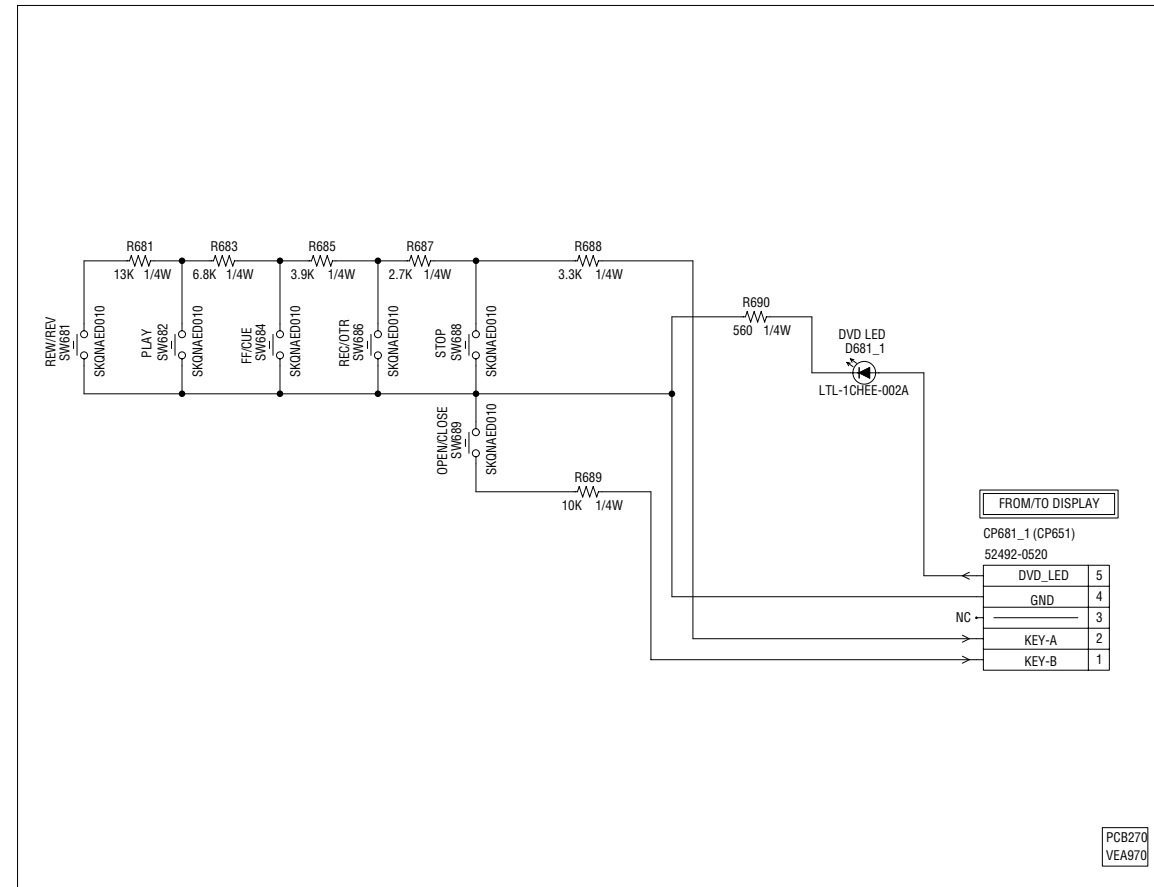 R681
13K 1/4W
R683
6.8K 1/4W
R685
3.9K 1/4W
R687
2.7K 1/4W
R688
3.3K 1/4W
REW/REV
SW681
SKQNAED010
PLAY
SW682
SKQNAED010
FF/CUE
SW684
SKQNAED010
REC/OTR
SW686
SKQNAED010
STOP
SW688
SKQNAED010
R690
560 1/4W
DVD LED
D681_1
LTL-1CHEE-002A
OPEN/CLOSE
SW689
SKQNAED010
R689
10K 1/4W
FROM/TO DISPLAY
CP681_1 (CP651)
52492-0520
DVD_LED 5
GND 4
NC 3
KEY-A 2
KEY-B 1
PCB270
VEA970